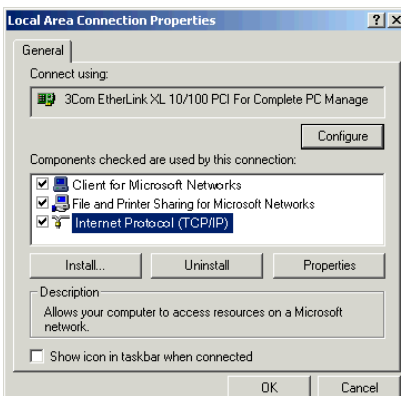 Local Area Connection Properties
General
Connect using:
3Com EtherLink XL 10/100 PCI For Complete PC Manage
Configure
Components checked are used by this connection:
Client for Microsoft Networks
File and Printer Sharing for Microsoft Networks
Internet Protocol (TCP/IP)
Install... Uninstall Properties
Description
Allows your computer to access resources on a Microsoft
network.
Show icon in taskbar when connected
OK Cancel